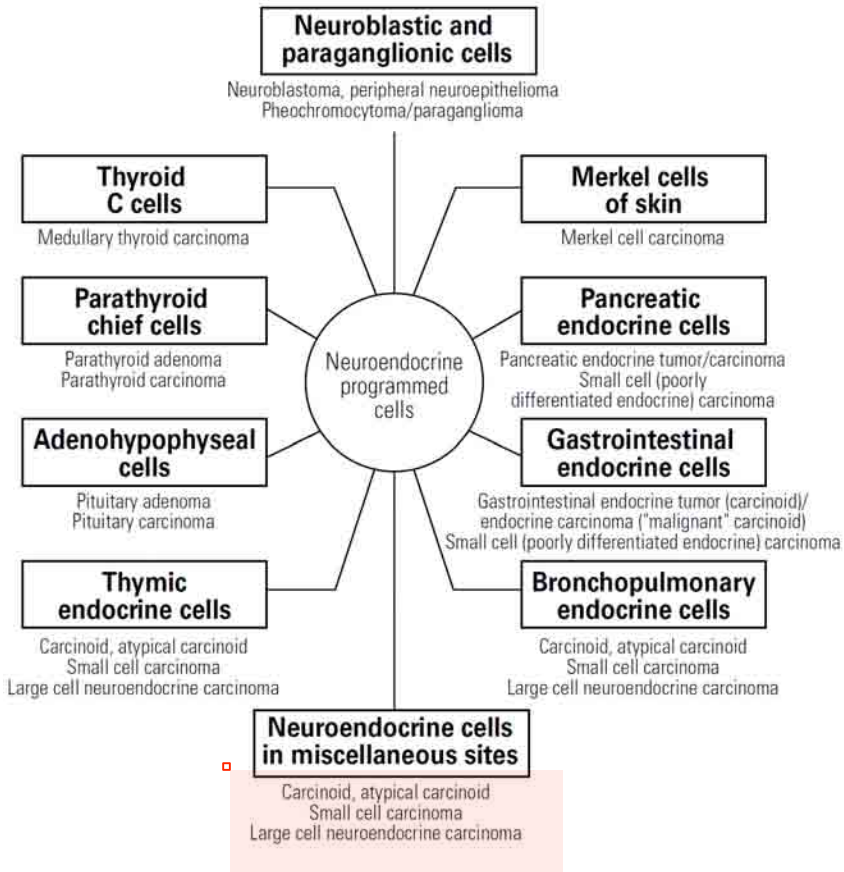 Neuroblastic and
paraganglionic cells
Neuroblastoma, peripheral neuroepithelioma
Pheochromocytoma/paraganglioma
Thyroid
C cells
Medullary thyroid carcinoma
Merkel cells
of skin
Merkel cell carcinoma
Parathyroid
chief cells
Parathyroid adenoma
Parathyroid carcinoma
Neuroendocrine
programmed
cells
Pancreatic
endocrine cells
Pancreatic endocrine tumor/carcinoma
Small cell (poorly
differentiated endocrine) carcinoma
Adenohypophyseal
cells
Pituitary adenoma
Pituitary carcinoma
Gastrointestinal
endocrine cells
Gastrointestinal endocrine tumor (carcinoid)/
endocrine carcinoma ("malignant" carcinoid)
Small cell (poorly differentiated endocrine) carcinoma
Thymic
endocrine cells
Carcinoid, atypical carcinoid
Small cell carcinoma
Large cell neuroendocrine carcinoma
Bronchopulmonary
endocrine cells
Carcinoid, atypical carcinoid
Small cell carcinoma
Large cell neuroendocrine carcinoma
Neuroendocrine cells
in miscellaneous sites
Carcinoid, atypical carcinoid
Small cell carcinoma
Large cell neuroendocrine carcinoma